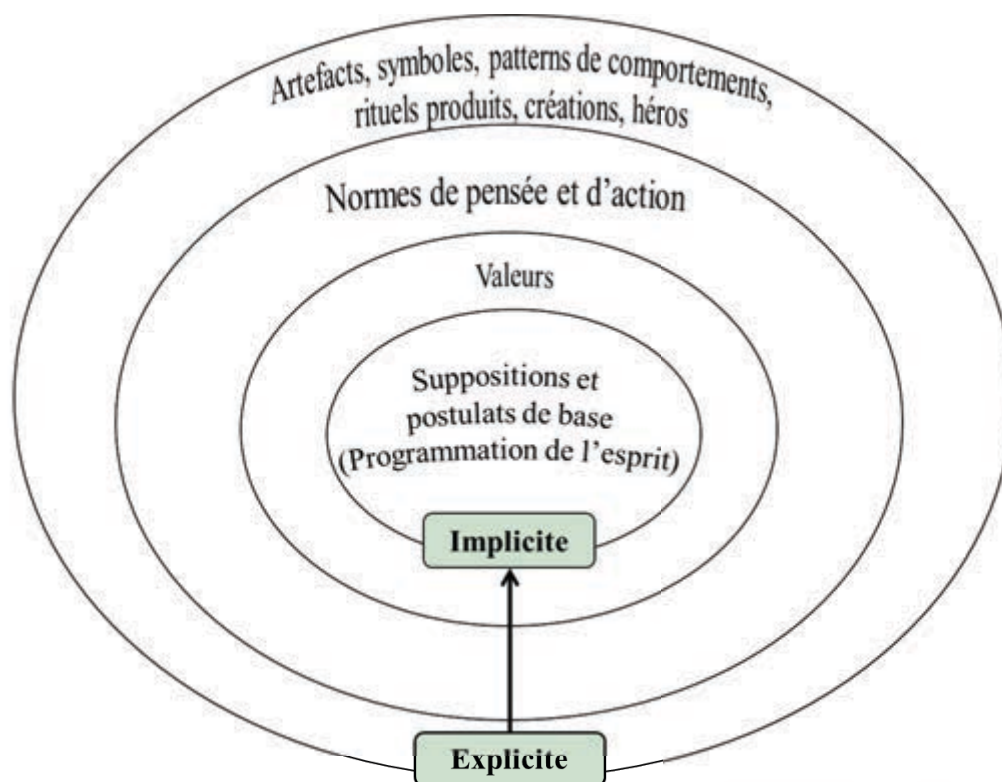 Artefacts, symboles, patterns de comportements,
rituels produits, créations, héros
Normes de pensée et d'action
Valeurs
Suppositions et
postulats de base
(Programmation de l'esprit)
Implicite
Explicite